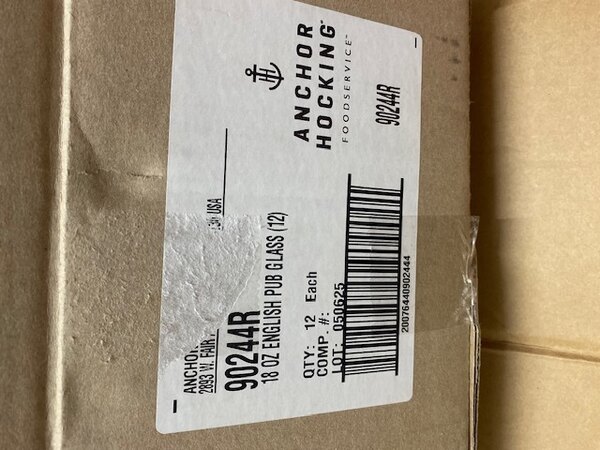 ANCHOR
HOCKING
FOODSERVICE™
90244R
ANCHOR
2893 W. FAIR
USA
90244R
18 OZ ENGLISH PUB GLASS (12)
QTY: 12 Each
COMP.#:
LOT: 050625
20076440902444